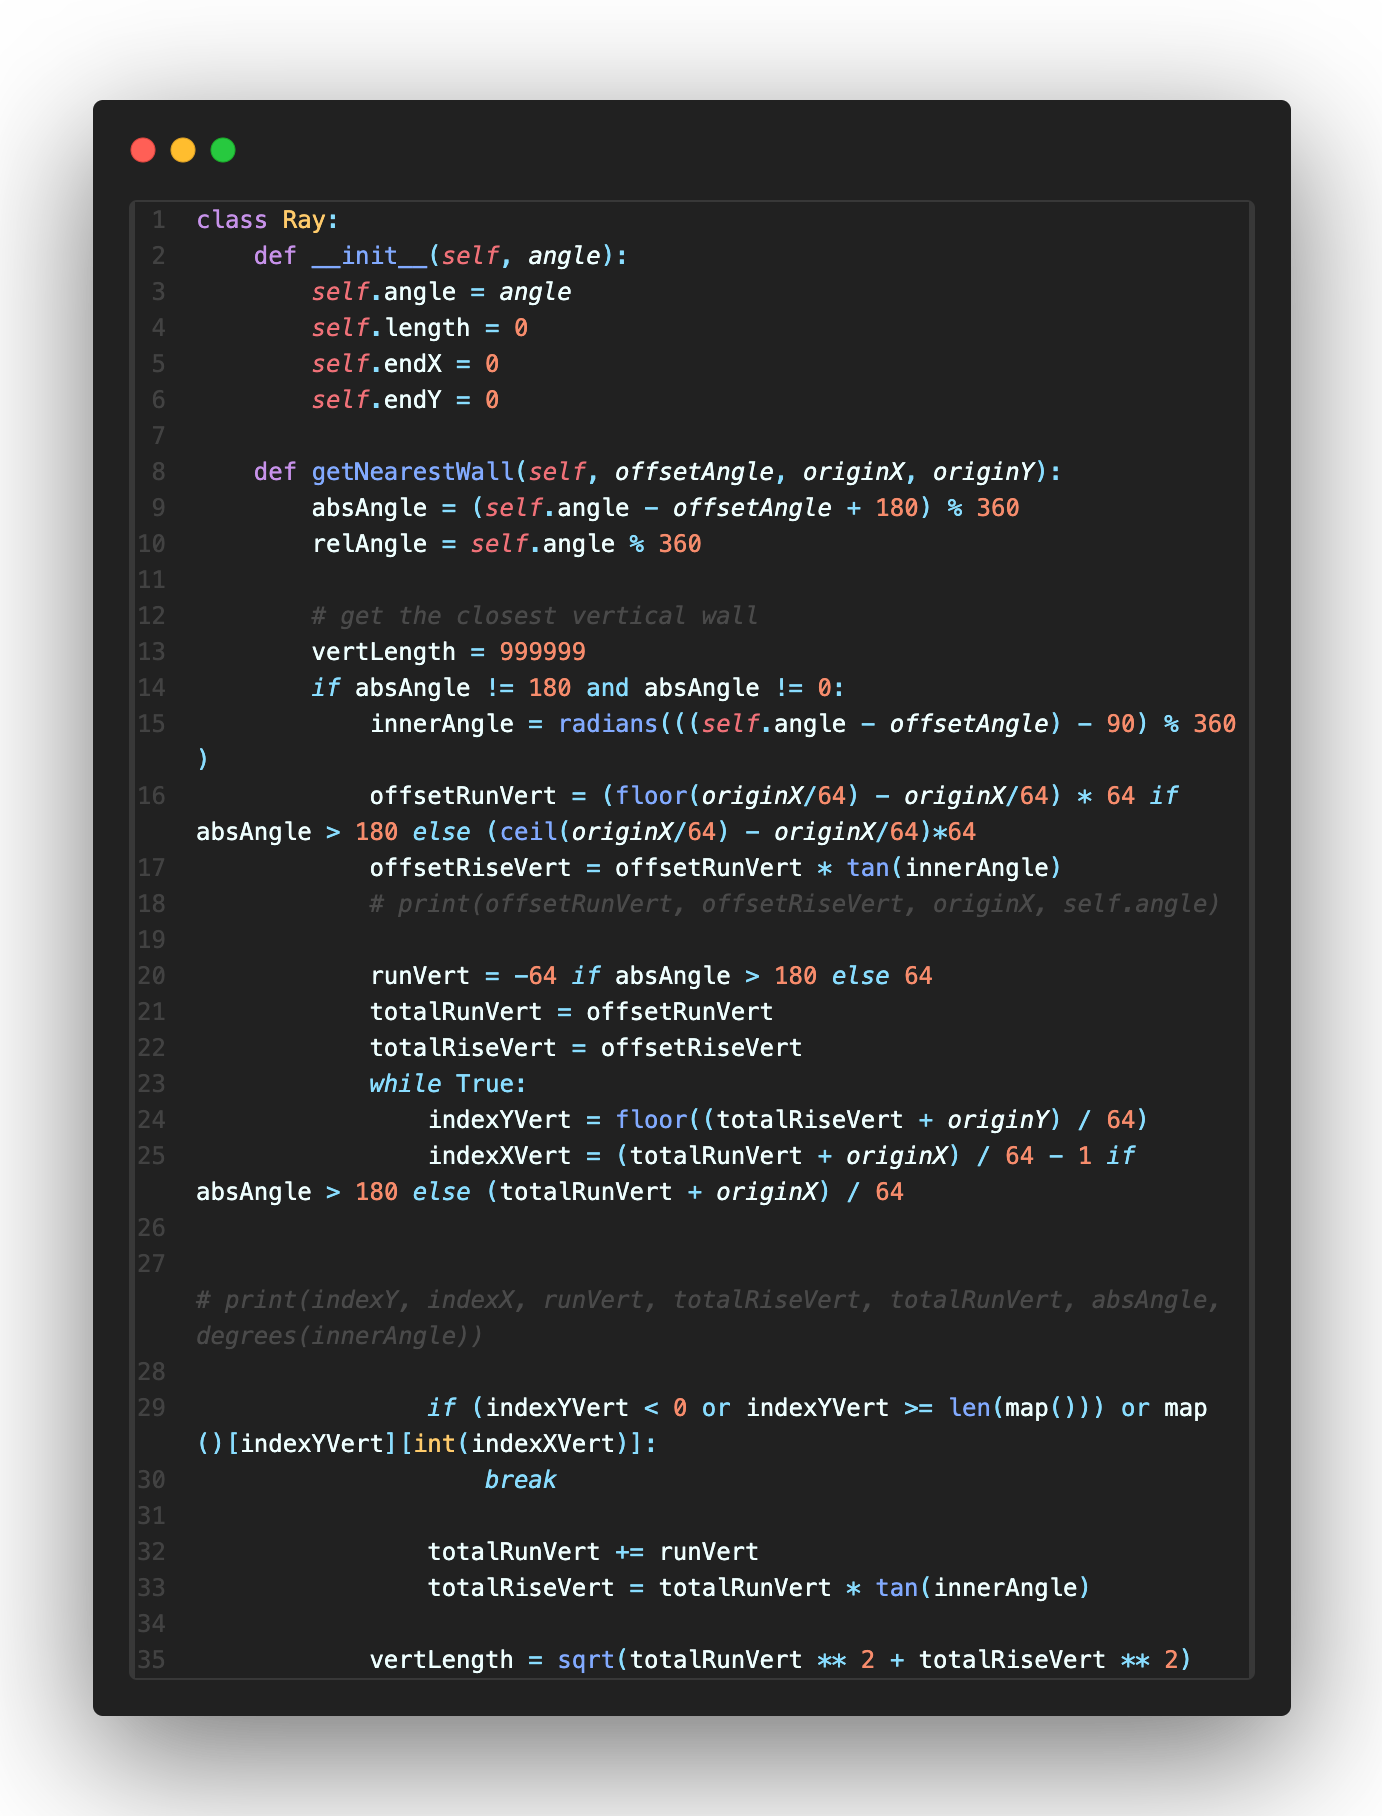 1 class Ray:
2     def __init__(self, angle):
3         self.angle = angle
4         self.length = 0
5         self.endX = 0
6         self.endY = 0
7
8     def getNearestWall(self, offsetAngle, originX, originY):
9         absAngle = (self.angle - offsetAngle + 180) % 360
10         relAngle = self.angle % 360
11
12         # get the closest vertical wall
13         vertLength = 999999
14         if absAngle != 180 and absAngle != 0:
15             innerAngle = radians(((self.angle - offsetAngle) - 90) % 360
)
16             offsetRunVert = (floor(originX/64) - originX/64) * 64 if
absAngle > 180 else (ceil(originX/64) - originX/64)*64
17             offsetRiseVert = offsetRunVert * tan(innerAngle)
18             # print(offsetRunVert, offsetRiseVert, originX, self.angle)
19
20             runVert = -64 if absAngle > 180 else 64
21             totalRunVert = offsetRunVert
22             totalRiseVert = offsetRiseVert
23             while True:
24                 indexYVert = floor((totalRiseVert + originY) / 64)
25                 indexXVert = (totalRunVert + originX) / 64 - 1 if
absAngle > 180 else (totalRunVert + originX) / 64
26
27
# print(indexY, indexX, runVert, totalRiseVert, totalRunVert, absAngle,
degrees(innerAngle))
28
29                 if (indexYVert < 0 or indexYVert >= len(map())) or map
()[indexYVert][int(indexXVert)]:
30                     break
31
32                 totalRunVert += runVert
33                 totalRiseVert = totalRunVert * tan(innerAngle)
34
35             vertLength = sqrt(totalRunVert ** 2 + totalRiseVert ** 2)